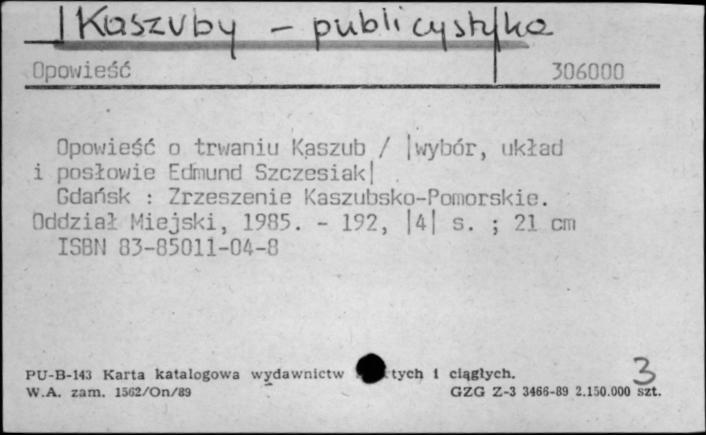 Kaszuby - publicystyka
Opowieść 306000
Opowieść o trwaniu Kaszub / |wybór, układ
i posłowie Edmund Szczesiak|
Gdańsk : Zrzeszenie Kaszubsko-Pomorskie.
Oddział Miejski, 1985. - 192, |4| s. ; 21 cm
ISBN 83-85011-04-8
3
PU-B-143 Karta katalogowa wydawnictw tych i ciągłych.
W.A. zam. 1562/On/89 GZG Z-3 3466-89 2.150.000 szt.